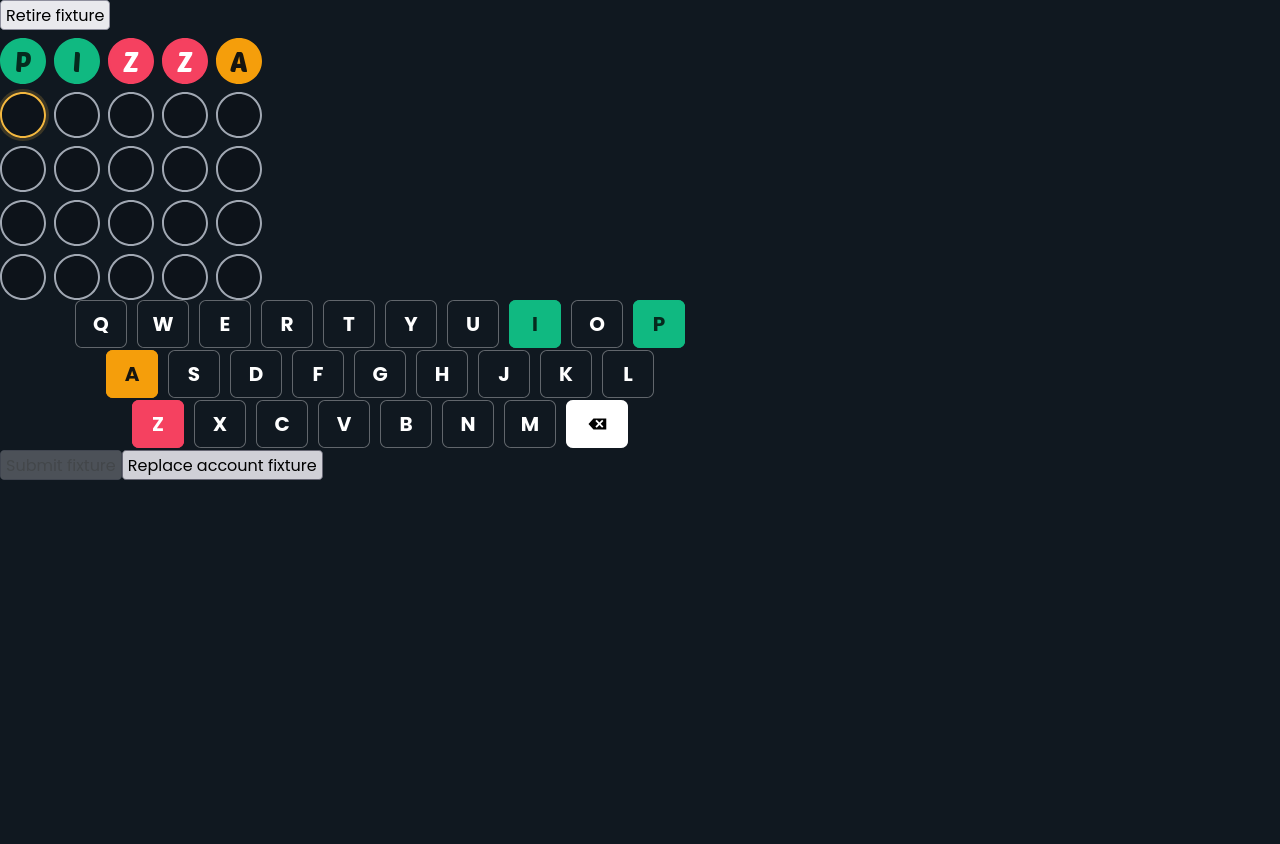 Retire fixture
P I Z Z A
Q W E R T Y U I O P
A S D F G H J K L
Z X C V B N M
Submit fixture Replace account fixture